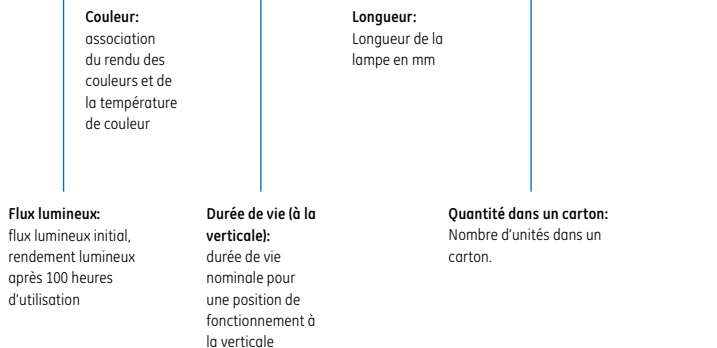 Couleur:
association
du rendu des
couleurs et de
la température
de couleur
Longueur:
Longueur de la
lampe en mm
Flux lumineux:
flux lumineux initial,
rendement lumineux
après 100 heures
d'utilisation
Durée de vie (à la
verticale):
durée de vie
nominale pour
une position de
fonctionnement à
la verticale
Quantité dans un carton:
Nombre d'unités dans un
carton.